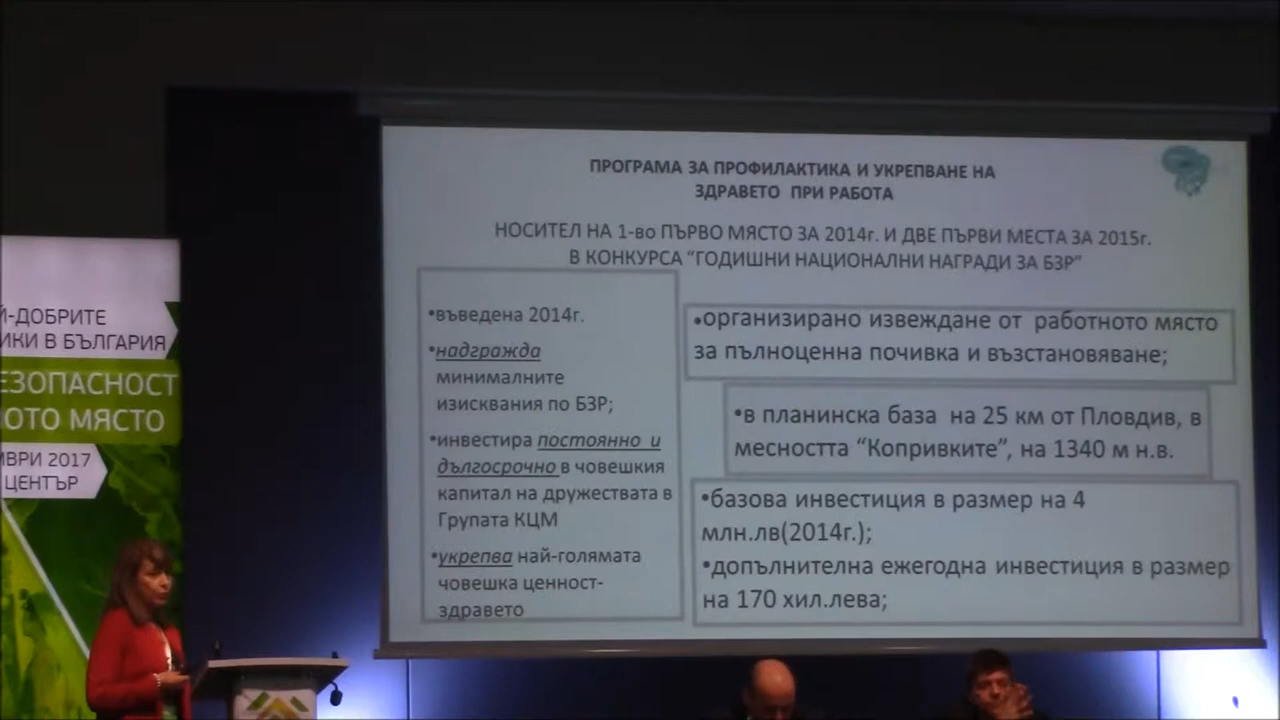 ПРОГРАМА ЗА ПРОФИЛАКТИКА И УКРЕПВАНЕ НА
ЗДРАВЕТО ПРИ РАБОТА
НОСИТЕЛ НА 1-во ПЪРВО МЯСТО ЗА 2014г. И ДВЕ ПЪРВИ МЕСТА ЗА 2015г.
В КОНКУРСА “ГОДИШНИ НАЦИОНАЛНИ НАГРАДИ ЗА БЗР”
•въведена 2014г.
•надгражда
минималните
изисквания по БЗР;
•инвестира постоянно и
дългосрочно в човешкия
капитал на дружествата в
Групата КЦМ
•укрепва най-голямата
човешка ценност-
здравето
•организирано извеждане от работното място
за пълноценна почивка и възстановяване;
•в планинска база на 25 км от Пловдив, в
месността “Копривките”, на 1340 м н.в.
•базова инвестиция в размер на 4
млн.лв(2014г.);
•допълнителна ежегодна инвестиция в размер
на 170 хил.лева;
Й-ДОБРИТЕ
ИКИ В БЪЛГАРИЯ
ЕЗОПАСНОСТ
ОТО МЯСТО
МВРИ 2017
ЦЕНТЪР